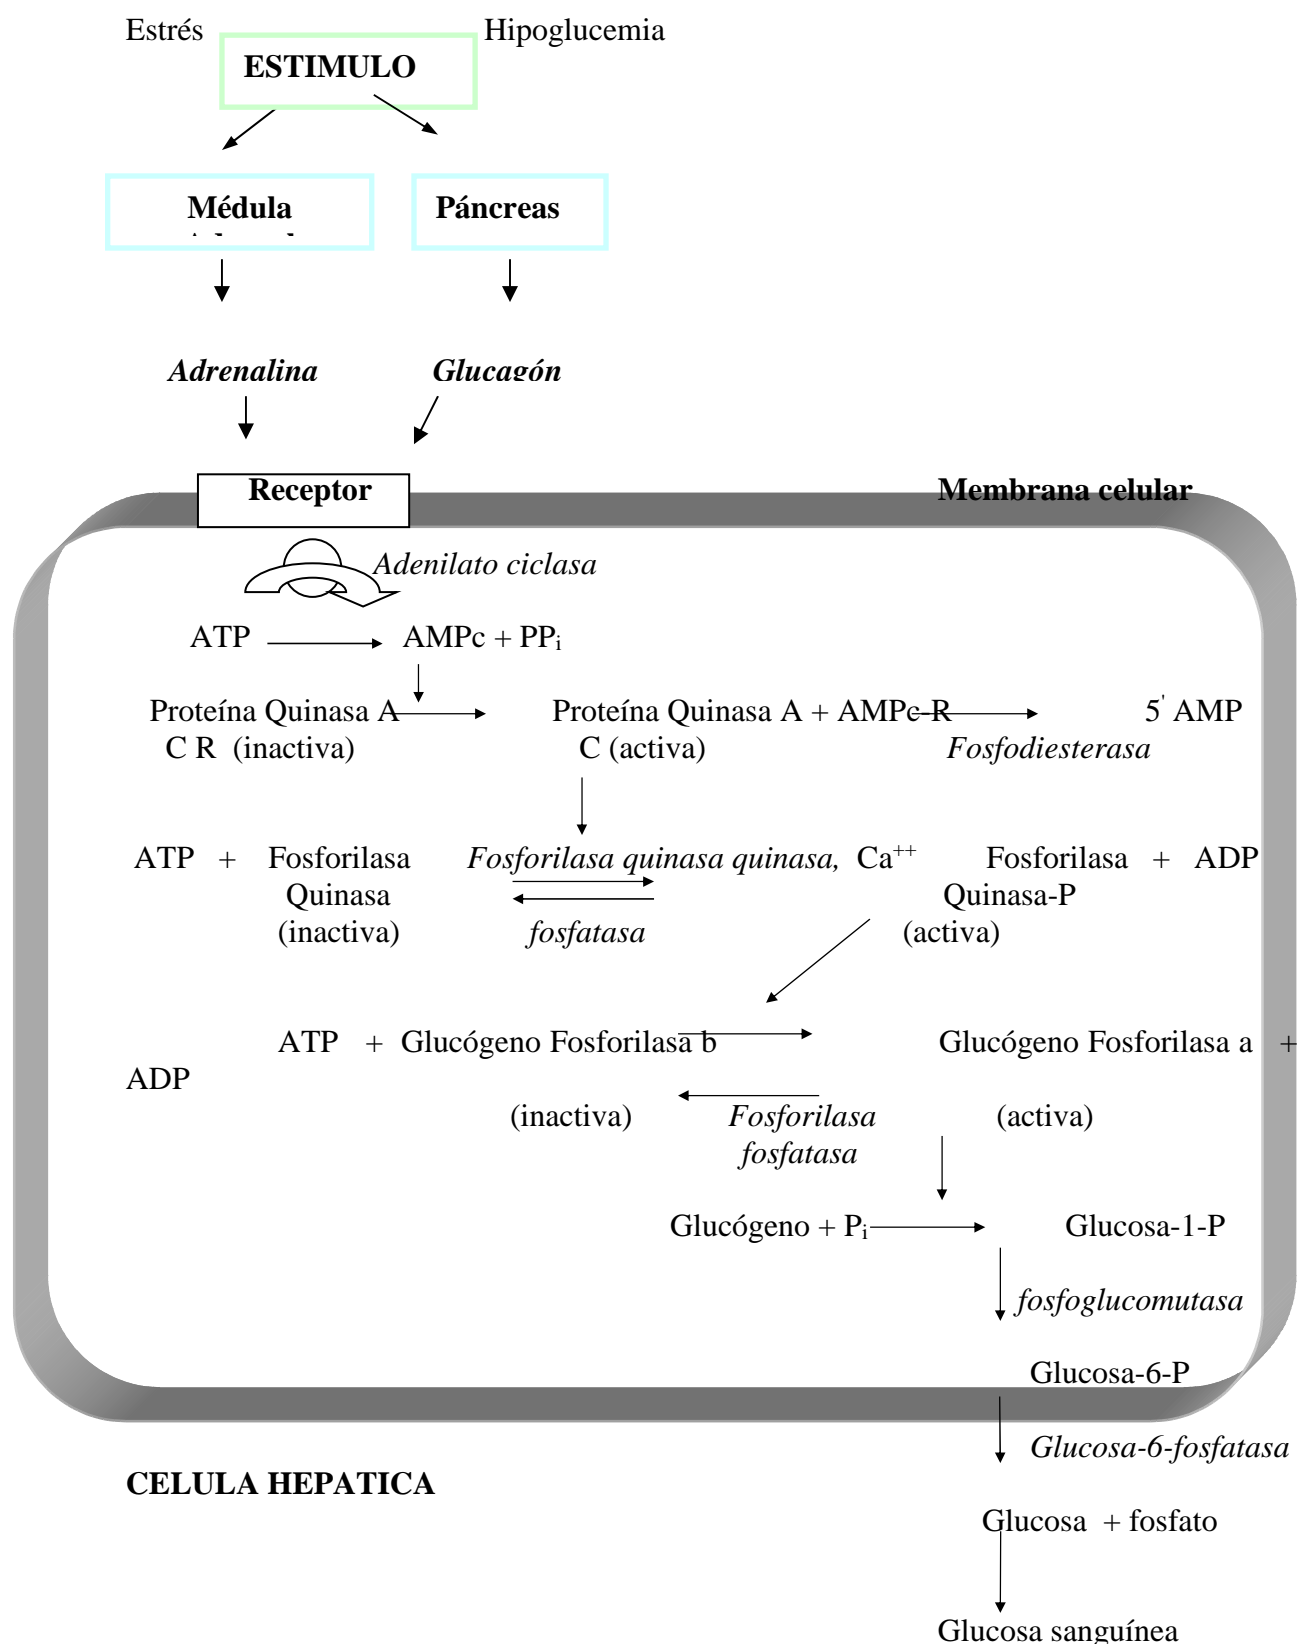 Estrés Hipoglucemia
ESTIMULO
Médula Páncreas
Adrenalina Glucagón
Receptor Membrana celular
Adenilato ciclasa
ATP AMPc + PPi
Proteína Quinasa A Proteína Quinasa A + AMPc-R 5' AMP
C R (inactiva) C (activa) Fosfodiesterasa
ATP + Fosforilasa Fosforilasa quinasa quinasa, Ca++ Fosforilasa + ADP
Quinasa Quinasa-P
(inactiva) fosfatasa (activa)
ATP + Glucógeno Fosforilasa b Glucógeno Fosforilasa a +
ADP
(inactiva) Fosforilasa (activa)
fosfatasa
Glucógeno + Pi Glucosa-1-P
fosfoglucomutasa
Glucosa-6-P
Glucosa-6-fosfatasa
CELULA HEPATICA
Glucosa + fosfato
Glucosa sanguínea